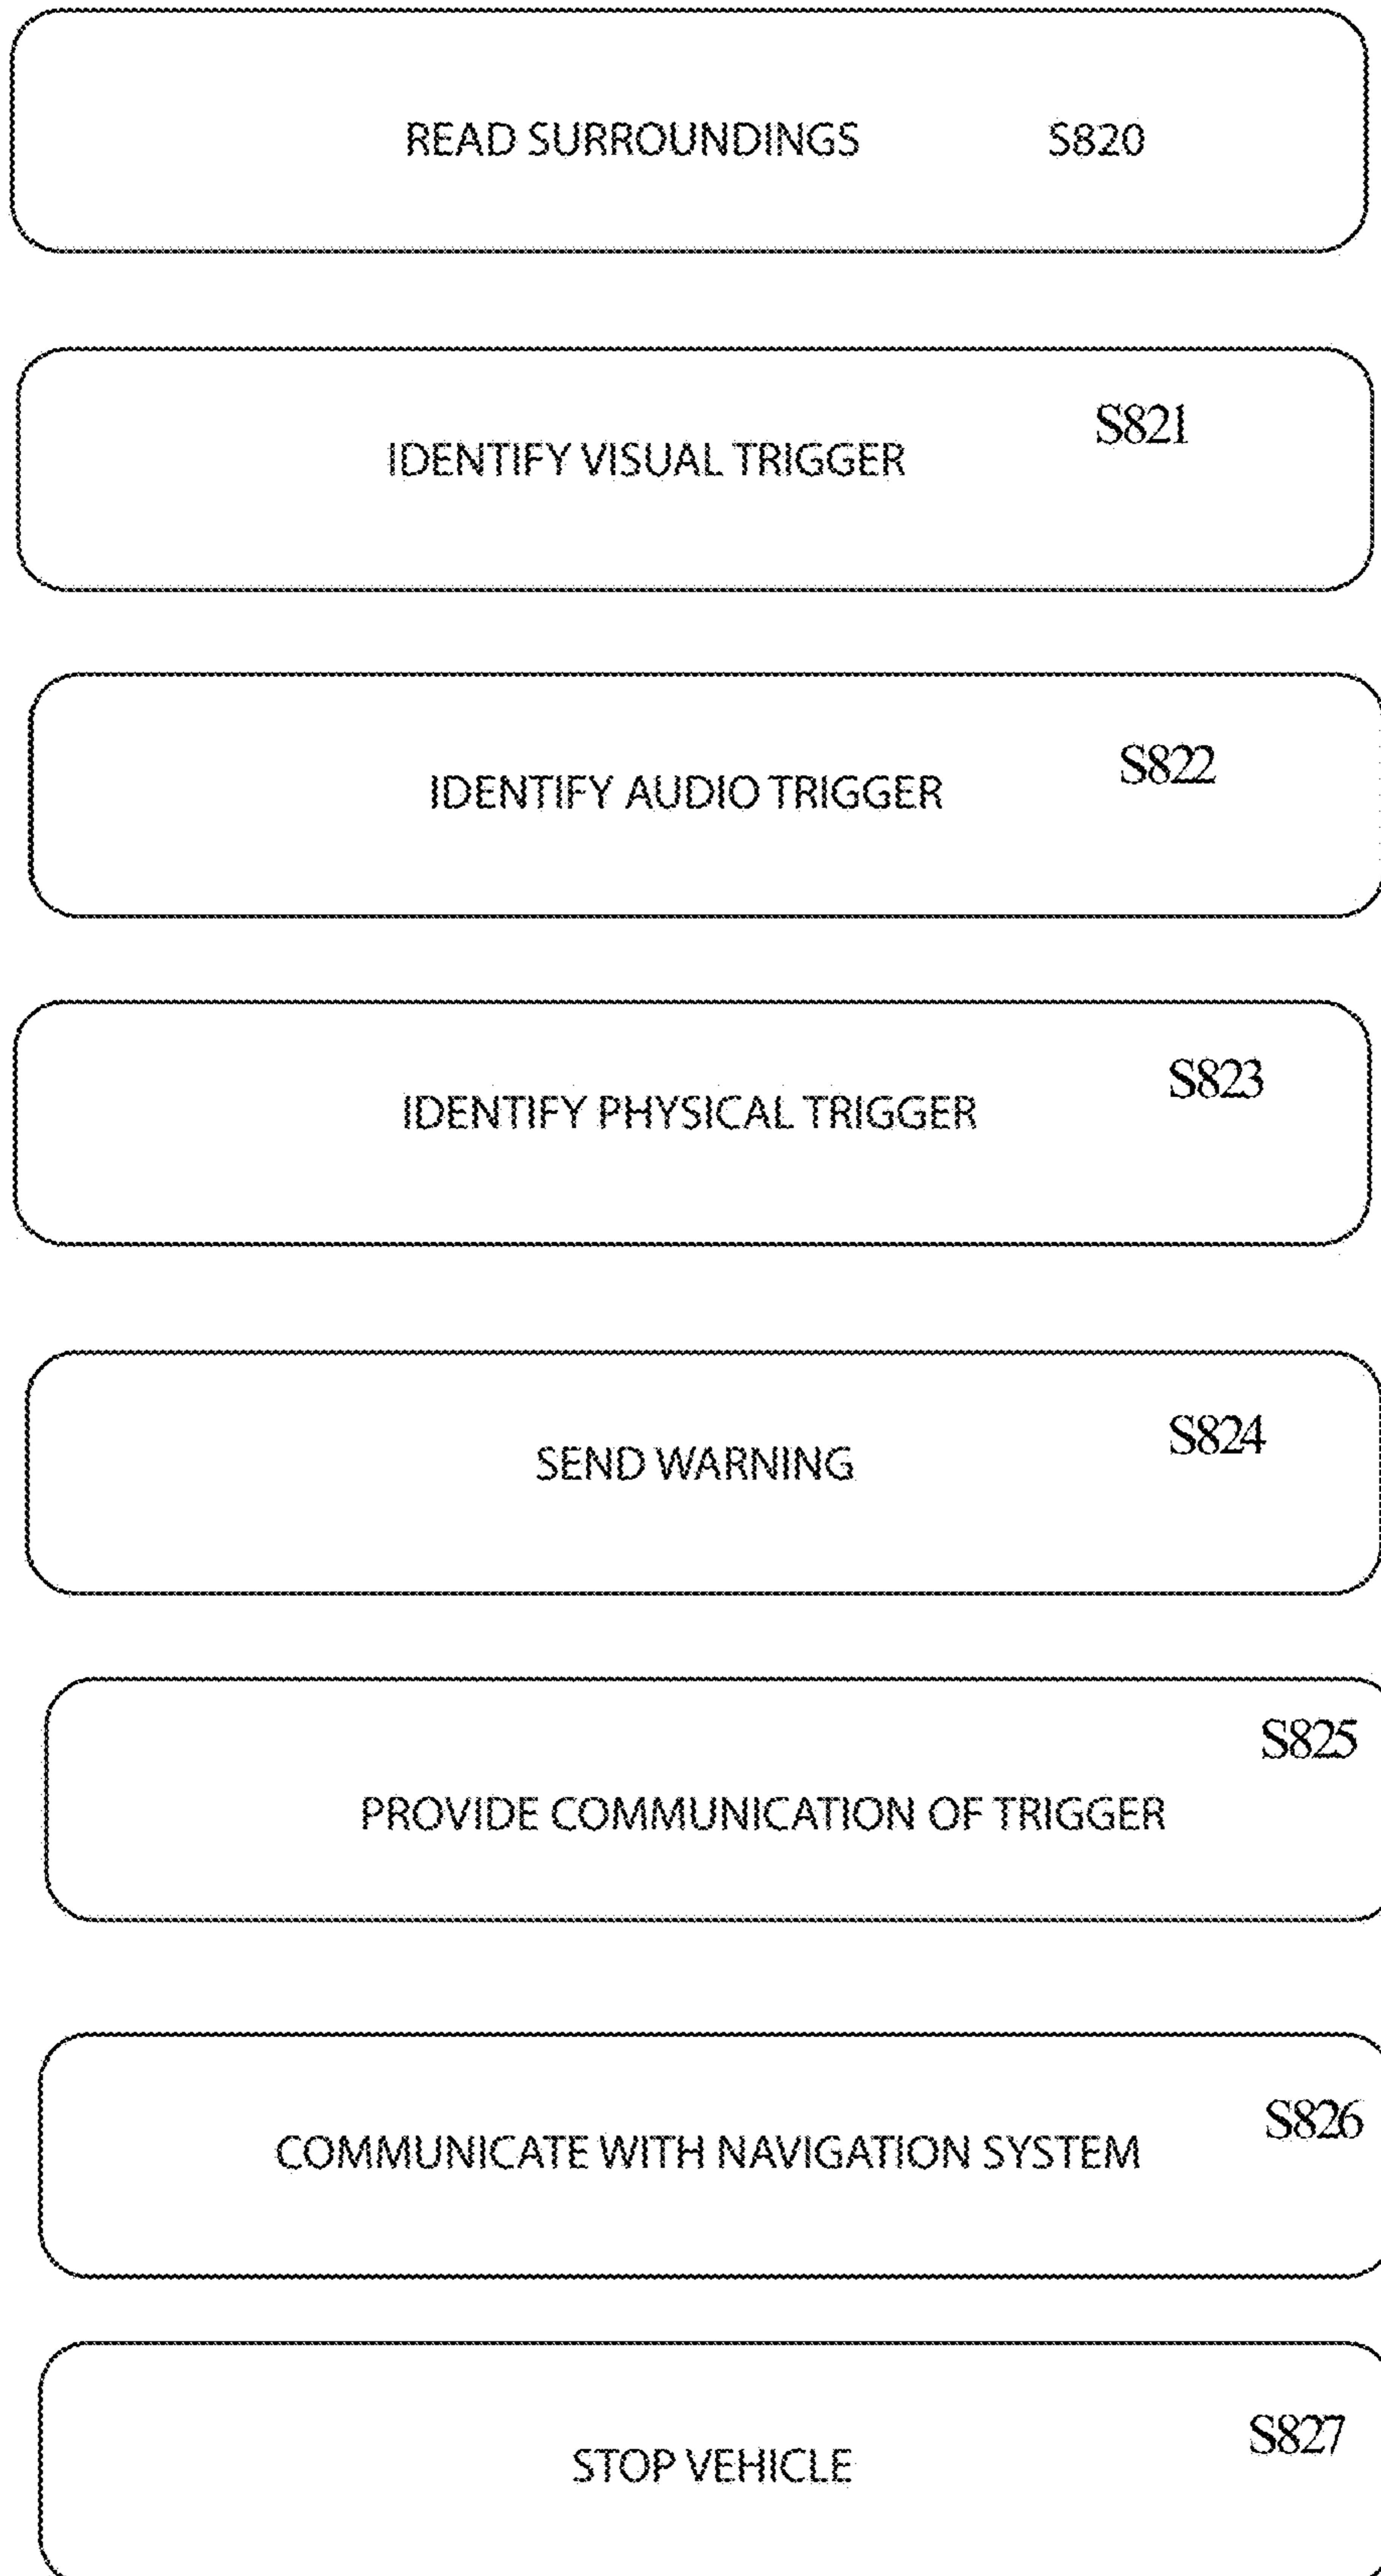 READ SURROUNDINGS S820
S821
IDENTIFY VISUAL TRIGGER
S822
IDENTIFY AUDIO TRIGGER
S823
IDENTIFY PHYSICAL TRIGGER
S824
SEND WARNING
S825
PROVIDE COMMUNICATION OF TRIGGER
S826
COMMUNICATE WITH NAVIGATION SYSTEM
S827
STOP VEHICLE